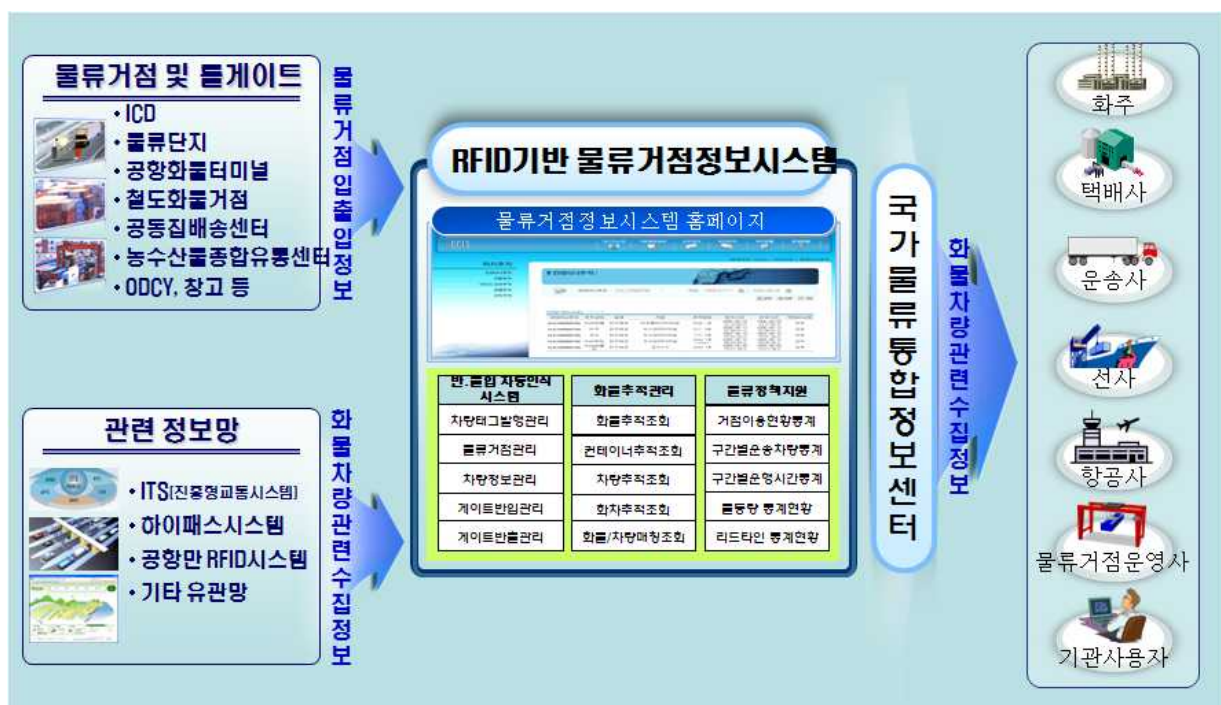 물류거점 및 톨게이트
• ICD
• 물류단지
• 공항화물터미널
• 철도화물거점
• 공동집배송센터
• 농수산물종합유통센터
• ODCY, 창고 등
물류거점입출입정보
관련 정보망
• ITS(진흥형교통시스템)
• 하이패스시스템
• 공항만 RFID시스템
• 기타 유관망
화물차량관련수집정보
RFID기반 물류거점정보시스템
물류거점정보시스템 홈페이지
반.출입 자동인식
시스템
화물추적관리
물류정책지원
차량태그발행관리
화물추적조회
거점이용현황통계
물류거점관리
컨테이너추적조회
구간별운송차량통계
차량정보관리
차량추적조회
구간별운영시간통계
게이트반입관리
화차추적조회
물동량 통계현황
게이트반출관리
화물/차량매칭조회
리드타임 통계현황
국가물류통합정보센터
화물차량관련수집정보
화주
택배사
운송사
선사
항공사
물류거점운영사
기관사용자